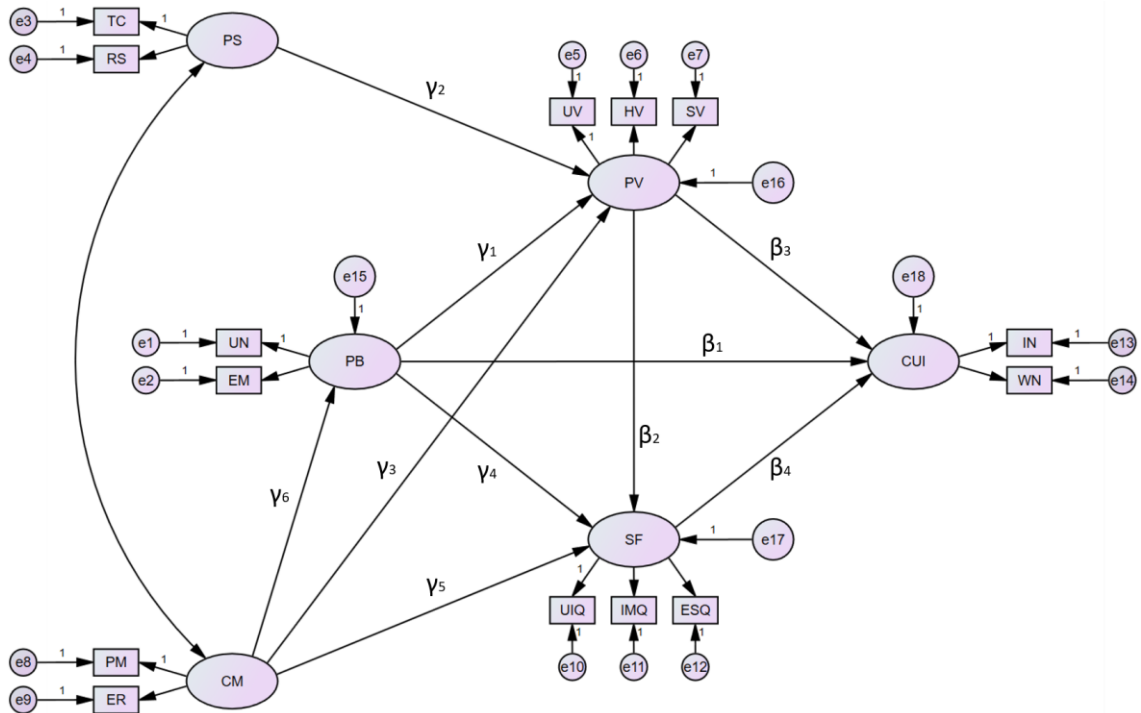 e3 1 TC 1 PS
e4 1 RS
γ2
e5 e6 e7
1 1 1
UV HV SV
1
PV 1 e16
γ1
β3
e15
1
e18
1
e1 1 UN 1
e2 1 EM
PB
β1
CUI
1 IN 1 e13
WN 1 e14
β2
γ6 γ3 γ4 β4
SF 1 e17
γ5
1
UIQ IMQ ESQ
1 1 1
e10 e11 e12
e8 1 PM 1 CM
e9 1 ER